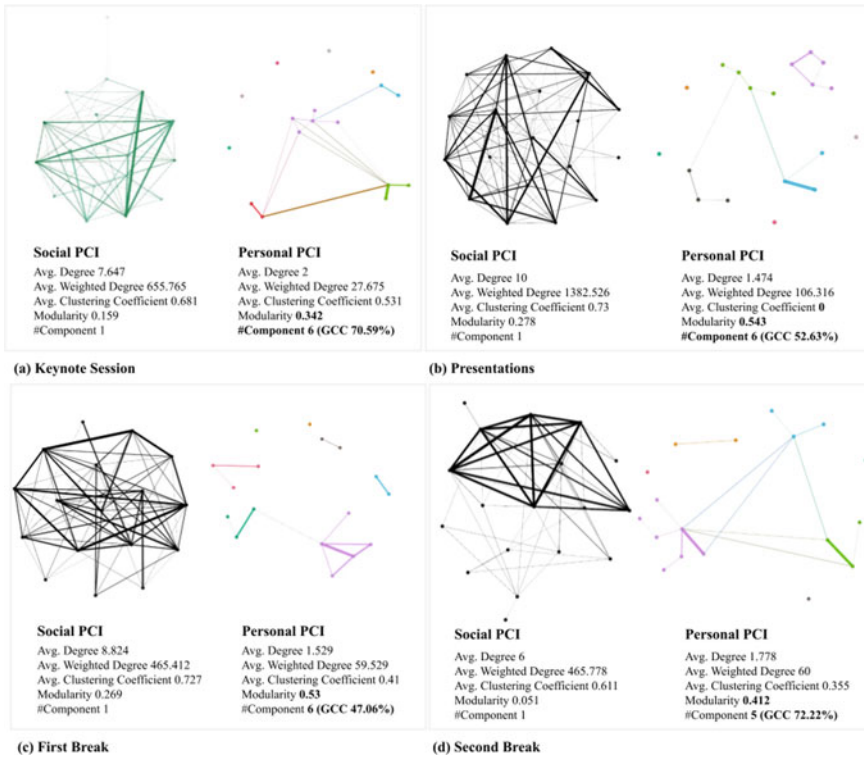 Social PCI
Avg. Degree 7.647
Avg. Weighted Degree 655.765
Avg. Clustering Coefficient 0.681
Modularity 0.159
#Component 1
Personal PCI
Avg. Degree 2
Avg. Weighted Degree 27.675
Avg. Clustering Coefficient 0.531
Modularity 0.342
#Component 6 (GCC 70.59%)
(a) Keynote Session
Social PCI
Avg. Degree 10
Avg. Weighted Degree 1382.526
Avg. Clustering Coefficient 0.73
Modularity 0.278
#Component 1
Personal PCI
Avg. Degree 1.474
Avg. Weighted Degree 106.316
Avg. Clustering Coefficient 0
Modularity 0.543
#Component 6 (GCC 52.63%)
(b) Presentations
Social PCI
Avg. Degree 8.824
Avg. Weighted Degree 465.412
Avg. Clustering Coefficient 0.727
Modularity 0.269
#Component 1
Personal PCI
Avg. Degree 1.529
Avg. Weighted Degree 59.529
Avg. Clustering Coefficient 0.41
Modularity 0.53
#Component 6 (GCC 47.06%)
(c) First Break
Social PCI
Avg. Degree 6
Avg. Weighted Degree 465.778
Avg. Clustering Coefficient 0.611
Modularity 0.051
#Component 1
Personal PCI
Avg. Degree 1.778
Avg. Weighted Degree 60
Avg. Clustering Coefficient 0.355
Modularity 0.412
#Component 5 (GCC 72.22%)
(d) Second Break